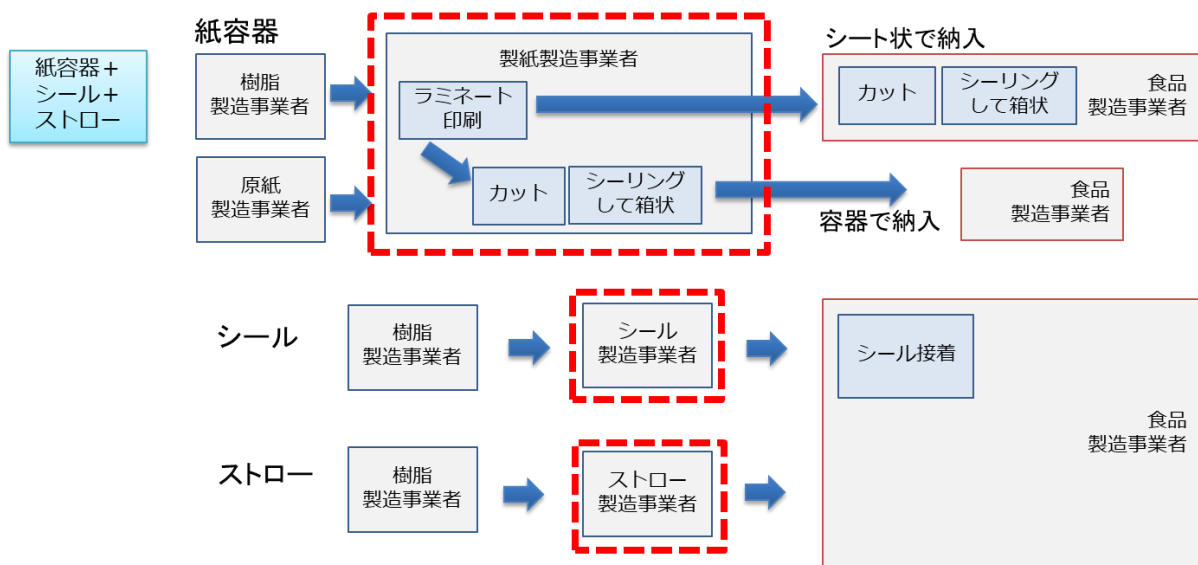 紙容器＋
シール＋
ストロー
紙容器
樹脂
製造事業者
原紙
製造事業者
製紙製造事業者
ラミネート
印刷
カット
シーリング
して箱状
シート状で納入
カット
シーリング
して箱状
食品
製造事業者
容器で納入
食品
製造事業者
シール
樹脂
製造事業者
シール
製造事業者
シール接着
食品
製造事業者
ストロー
樹脂
製造事業者
ストロー
製造事業者